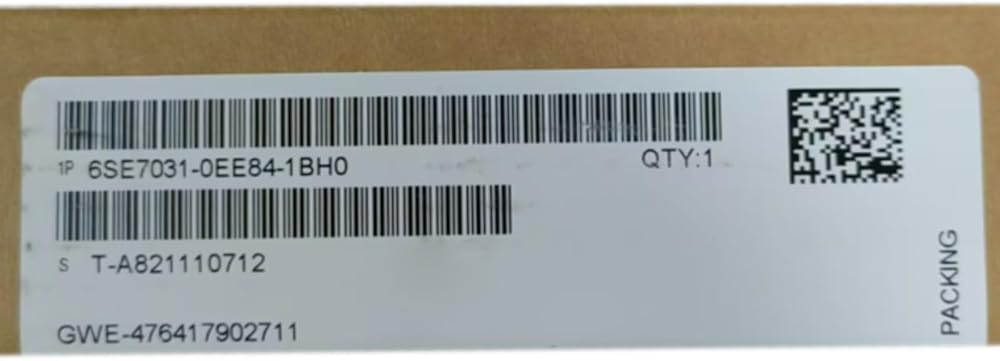 1P 6SE7031-0EE84-1BH0 QTY:1
S T-A821110712
GWE-476417902711
PACKING